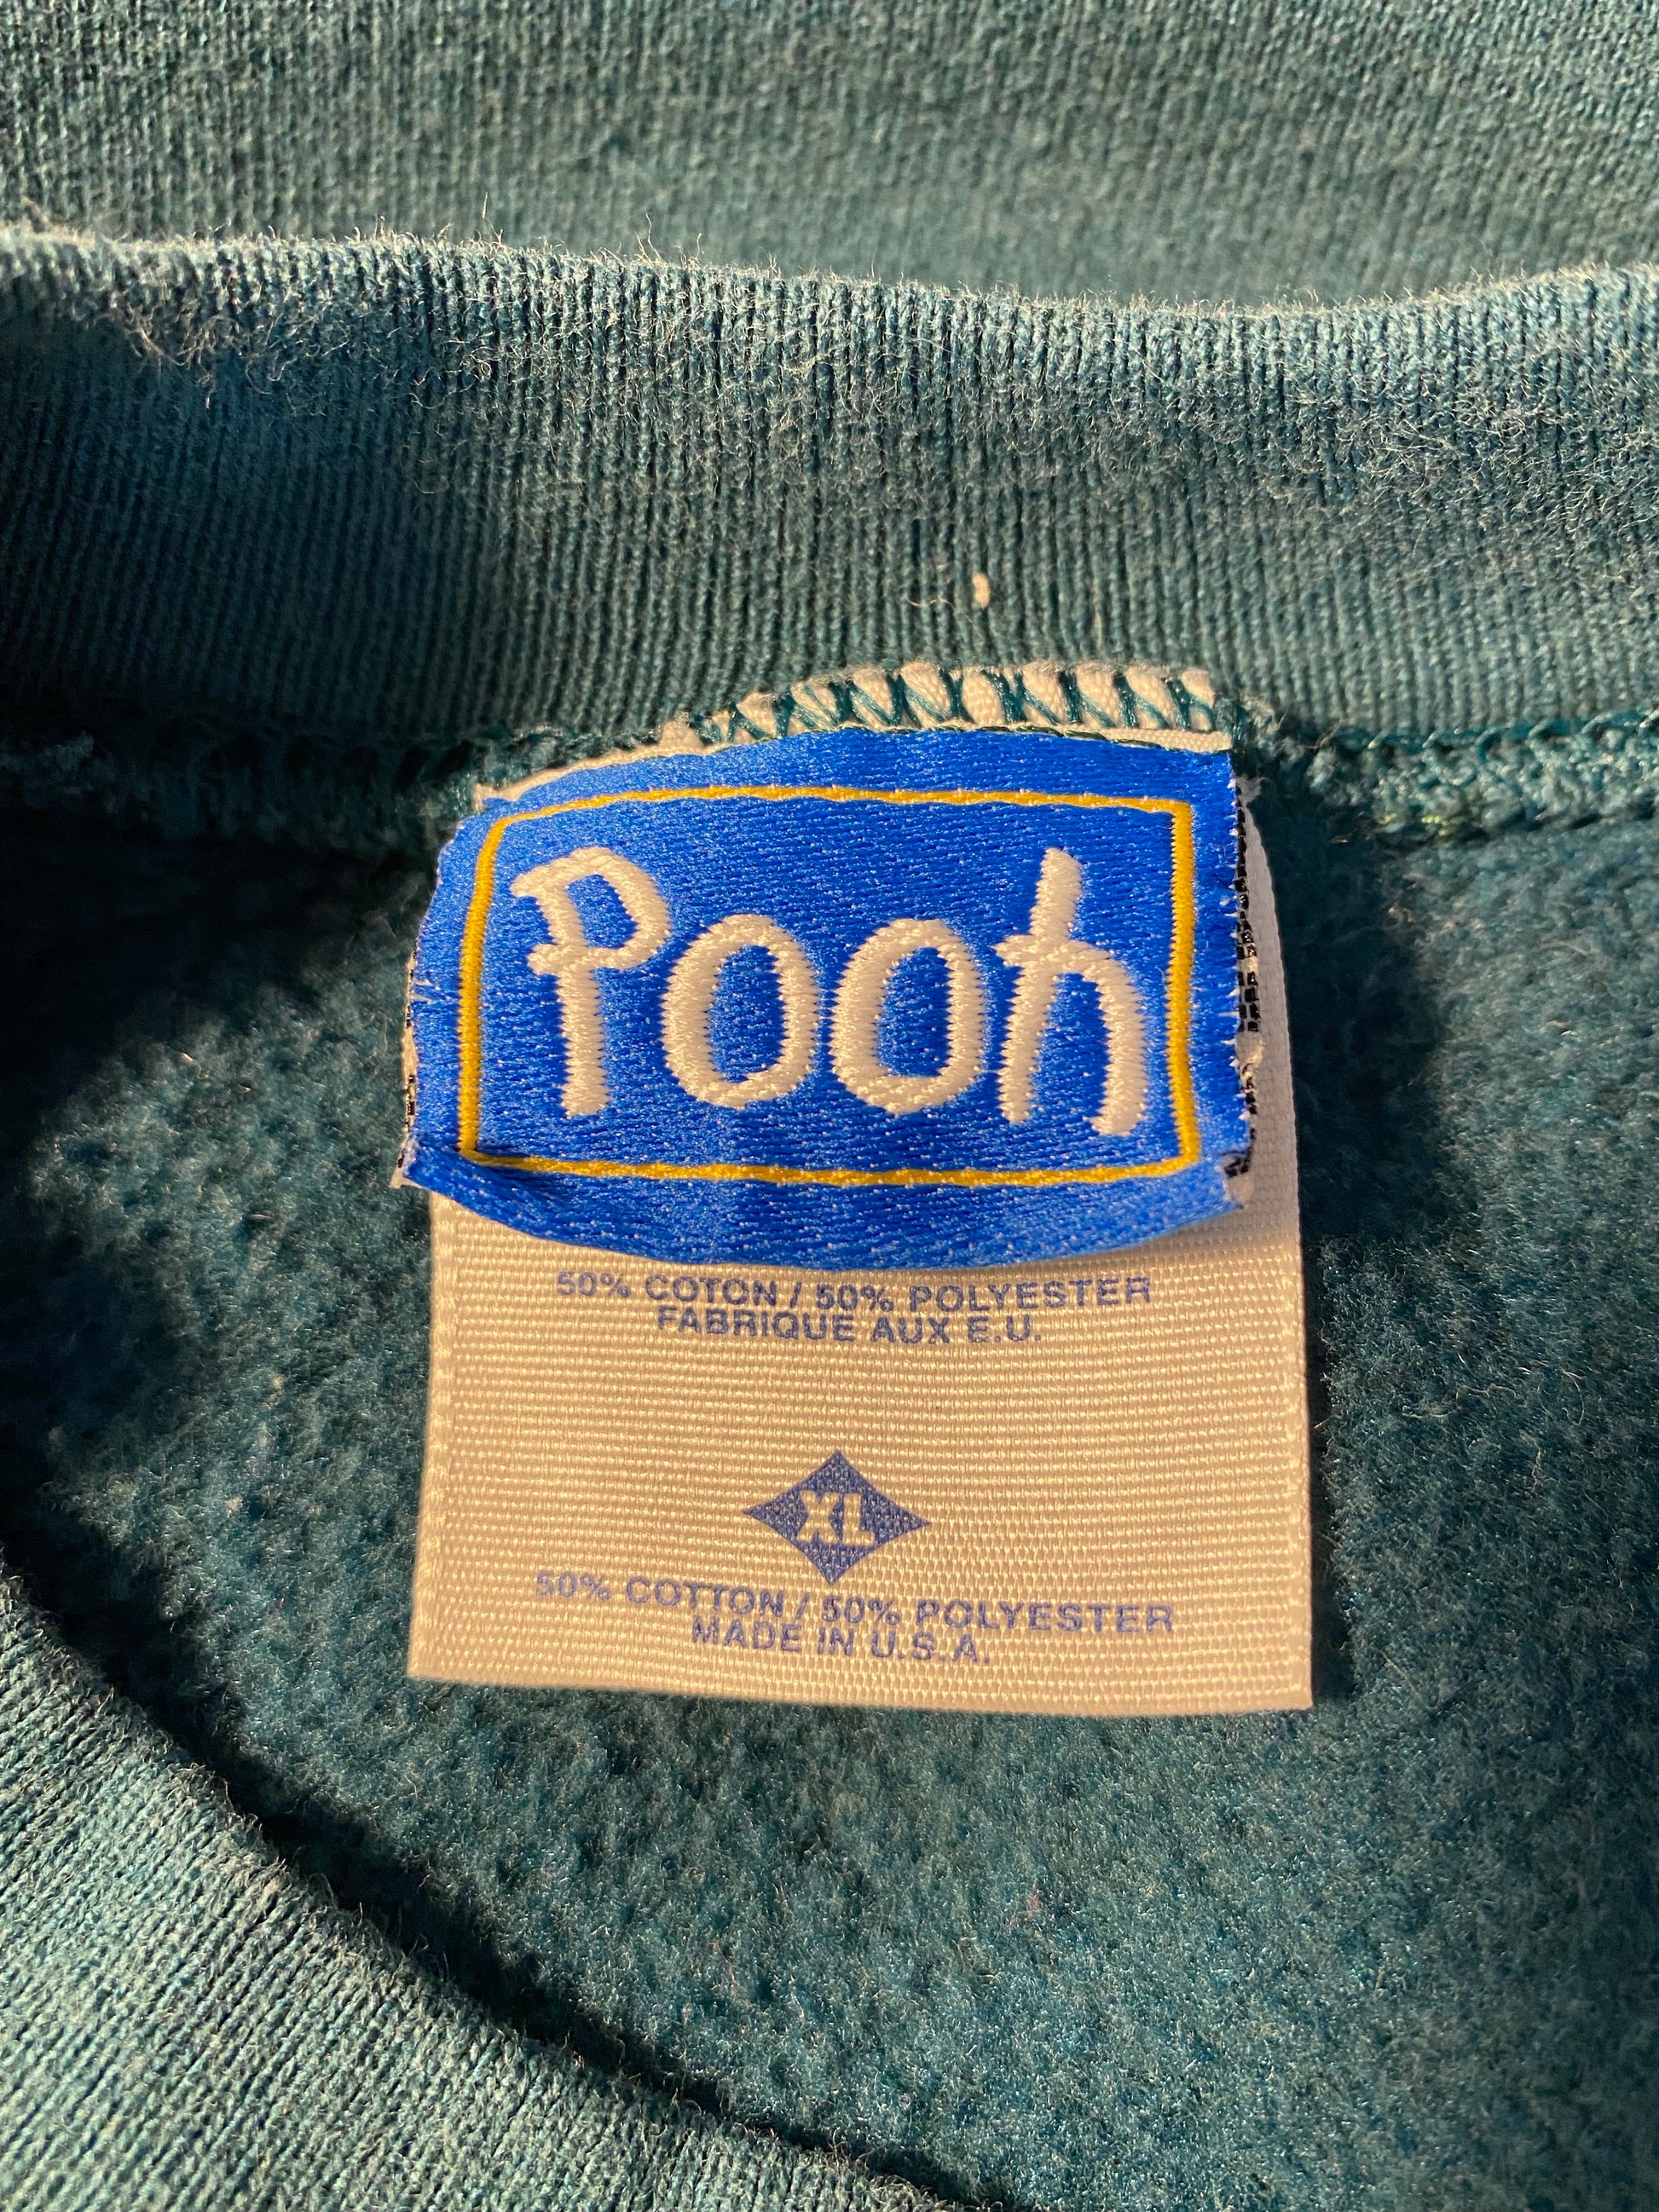 Pooh
50% COTON / 50% POLYESTER
FABRIQUE AUX E.U.
XL
50% COTTON / 50% POLYESTER
MADE IN U.S.A.